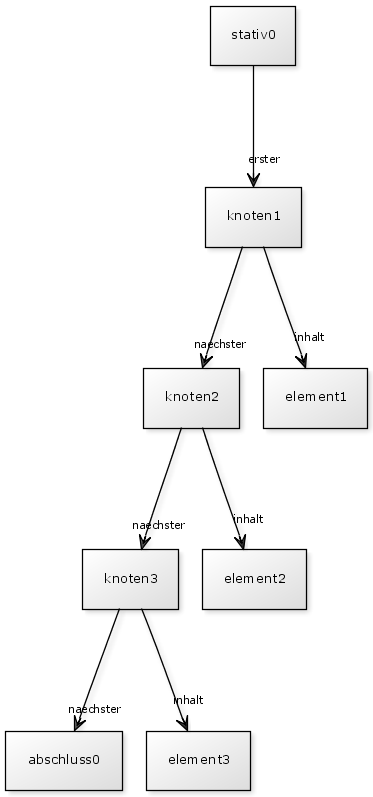 stativ0
erster
knoten1
naechster
inhalt
knoten2
element1
naechster
inhalt
knoten3
element2
naechster
inhalt
abschluss0
element3